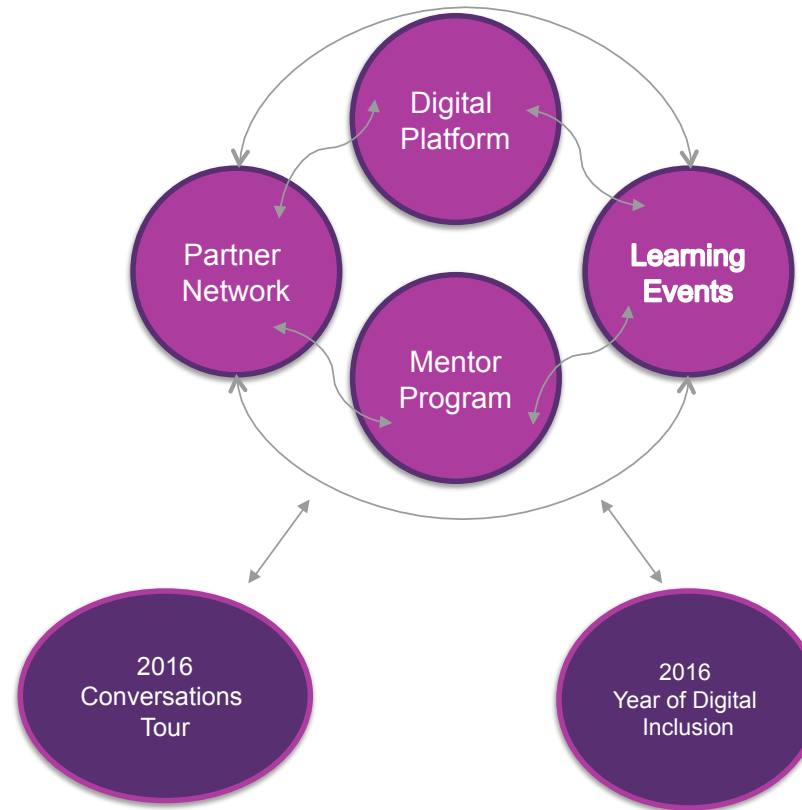 Digital
Platform
Partner
Network
Learning
Events
Mentor
Program
2016
Conversations
Tour
2016
Year of Digital
Inclusion